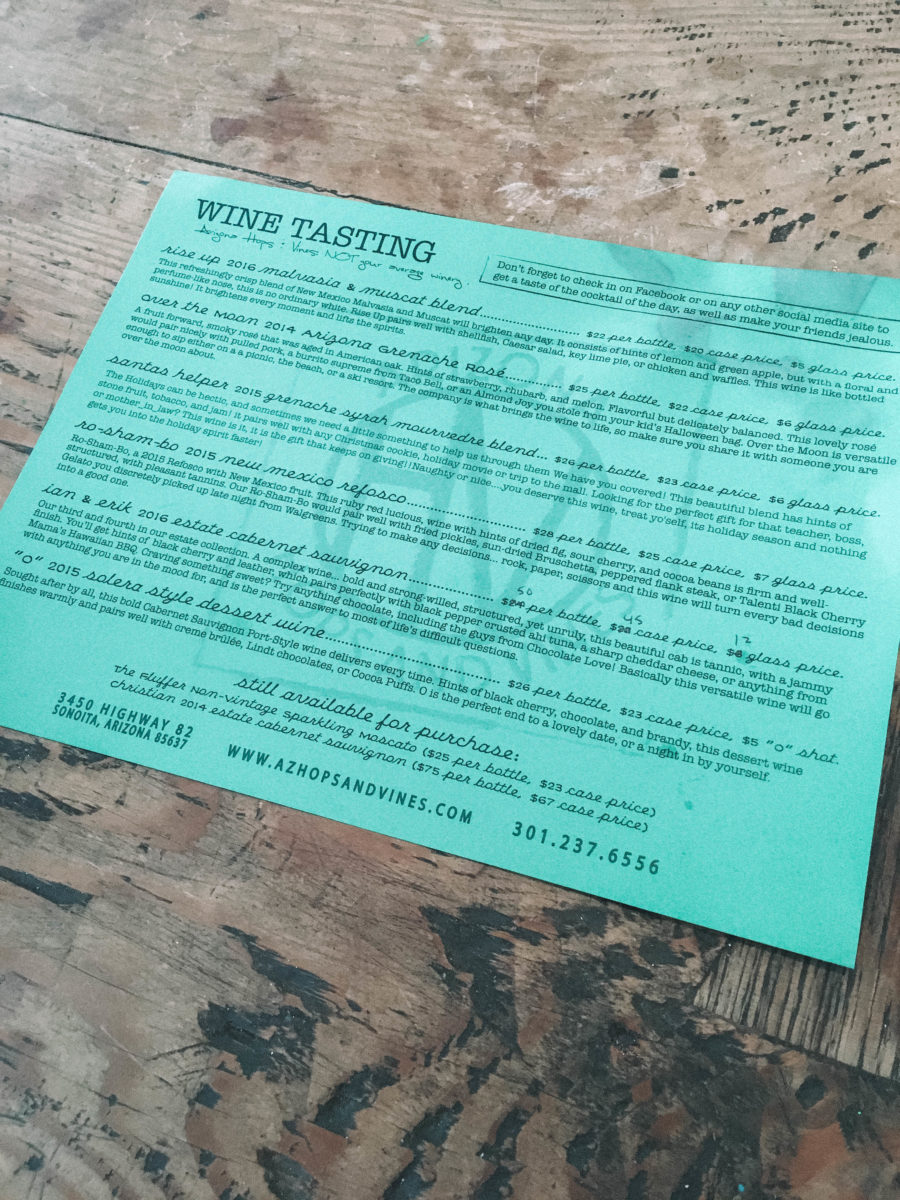 WINE TASTING
Arizona Hops & Vines NOT your average winery.
Don't forget to check in on Facebook or on any other social media site to
get a taste of the cocktail of the day, as well as make your friends jealous.
rise up 2016 malvasia & muscat blend.......................... $22 per bottle, $20 case price, $5 glass price.
This refreshingly crisp blend of New Mexico Malvasia and Muscat will brighten any day. It consists of hints of lemon and green apple, but with a floral and
perfume-like nose, this is no ordinary white. Rise Up pairs well with shellfish, Caesar salad, key lime pie, or chicken and waffles. This wine is like bottled
sunshine! It brightens every moment and lifts the spirits.
over the moon 2014 Arizona Grenache Rosé............ $25 per bottle, $22 case price, $6 glass price.
A fruit forward, smoky rosé that was aged in American oak. Hints of strawberry, rhubarb, and melon. Flavorful but delicately balanced. This lovely rosé
would pair nicely with pulled pork, a burrito supreme from Taco Bell, or an Almond Joy you stole from your kid's Halloween bag. Over the Moon is versatile
enough to sip either on a a picnic, the beach, or a ski resort. The company is what brings the wine to life, so make sure you share it with someone you are
over the moon about.
santas helper 2015 grenache syrah mourvedre blend... $26 per bottle, $23 case price, $6 glass price.
The Holidays can be hectic, and sometimes we need a little something to help us through them We have you covered! This beautiful blend has hints of
stone fruit, tobacco, and jam! it pairs well with any Christmas cookie, holiday movie or trip to the mall. Looking for the perfect gift for that teacher, boss,
or mother_in_law? This wine is it, it is the gift that keeps on giving!!Naughty or nice...you deserve this wine, treat yo'self, its holiday season and nothing
gets you into the holiday spirit faster!
ro-sham-bo 2015 new mexico refosco.................... $28 per bottle, $25 case price, $7 glass price.
Ro-Sham-Bo, a 2015 Refosco with New Mexico fruit. This ruby red lucious, wine with hints of dried fig, sour cherry, and cocoa beans is firm and well-
structured, with pleasant tannins. Our Ro-Sham-Bo would pair well with fried pickles, sun-dried Bruschetta, peppered flank steak, or Talenti Black Cherry
Gelato you discretely picked up late night from Walgreens. Trying to make any decisions... rock, paper, scissors and this wine will turn every bad decisions
into a good one.
ian & erik 2016 estate cabernet sauvignon................ 50 per bottle, 45 case price, 12 glass price.
Our third and fourth in our estate collection. A complex wine... bold and strong-willed, structured, yet unruly, this beautiful cab is tannic, with a jammy
finish. You'll get hints of black cherry and leather, which pairs perfectly with black pepper crusted ahi tuna, a sharp cheddar cheese, or anything from
Mama's Hawaiian BBQ. Craving something sweet? Try anything chocolate, including the guys from Chocolate Love! Basically this versatile wine will go
with anything you are in the mood for, and is the perfect answer to most of life's difficult questions.
"O" 2015 solera style dessert wine.......................... $26 per bottle, $23 case price, $5 "O" shot.
Sought after by all, this bold Cabernet Sauvignon Port-Style wine delivers every time. Hints of black cherry, chocolate, and brandy, this dessert wine
finishes warmly and pairs well with creme brûlée, Lindt chocolates, or Cocoa Puffs. O is the perfect end to a lovely date, or a night in by yourself.
still available for purchase:
the fluffer non-vintage sparkling moscato ($25 per bottle, $23 case price)
christian 2014 estate cabernet sauvignon ($75 per bottle, $67 case price)
3450 HIGHWAY 82
SONOITA, ARIZONA 85637
WWW.AZHOPSANDVINES.COM
301.237.6556